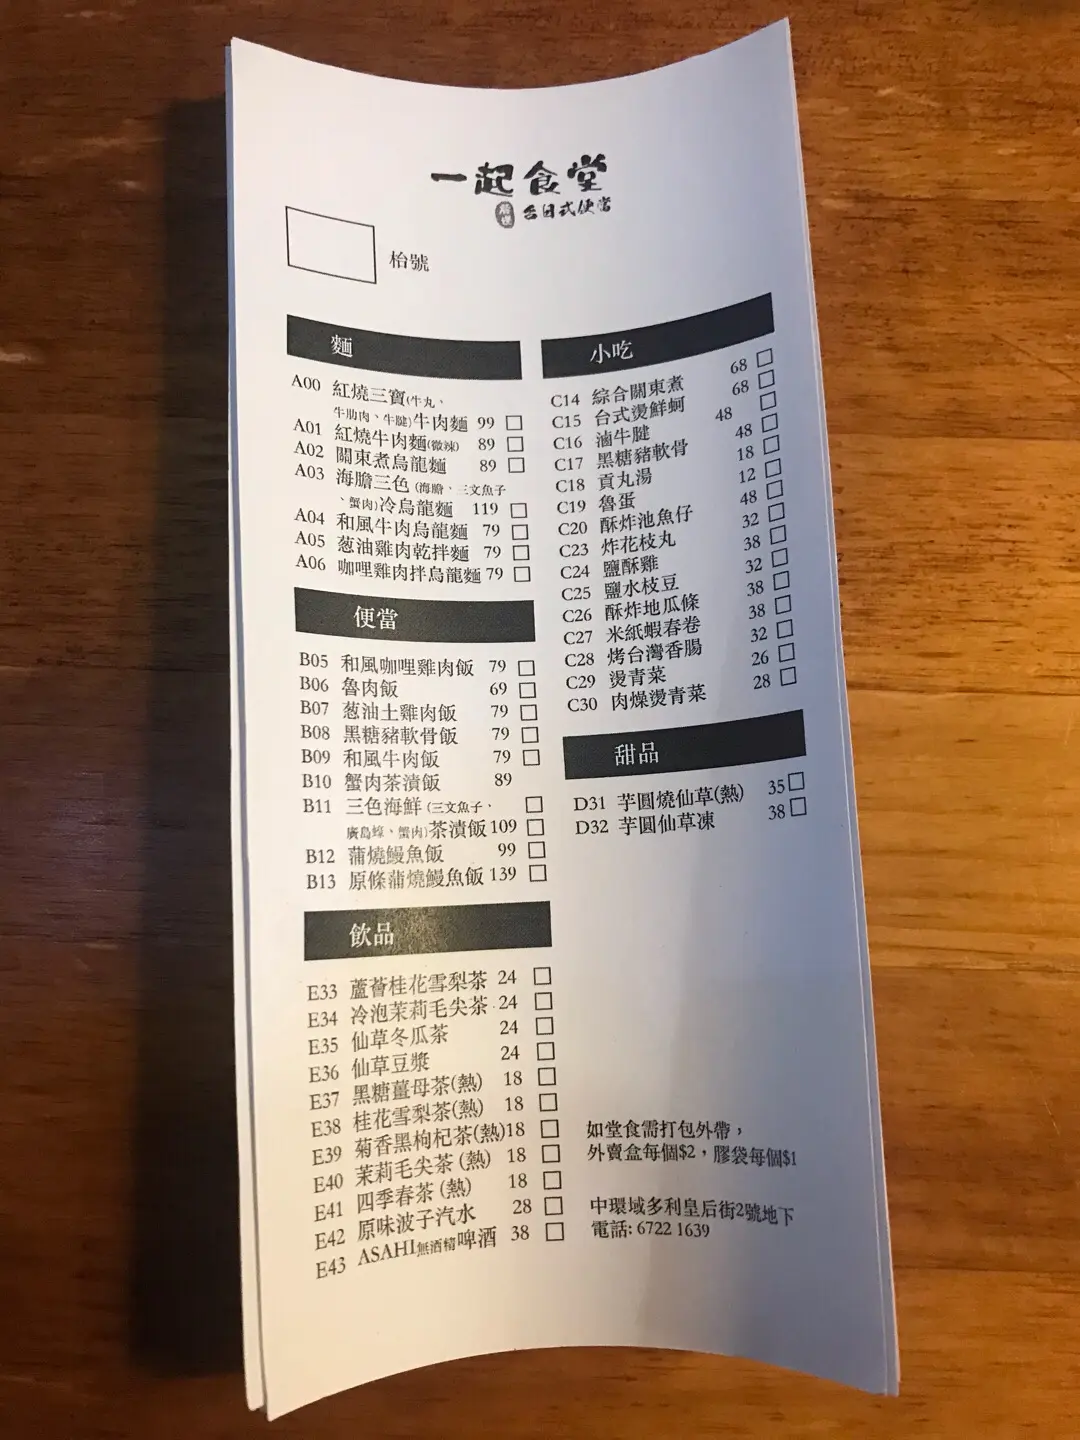 一起食堂
台日式便當
枱號
麵
A00 紅燒三寶(牛丸、
牛肋肉、牛腱)牛肉麵 99
A01 紅燒牛肉麵(微辣) 89
A02 關東煮烏龍麵 89
A03 海膽三色(海膽、三文魚子
、蟹肉)冷烏龍麵 119
A04 和風牛肉烏龍麵 79
A05 葱油雞肉乾拌麵 79
A06 咖哩雞肉拌烏龍麵 79
便當
B05 和風咖哩雞肉飯 79
B06 魯肉飯 69
B07 葱油土雞肉飯 79
B08 黑糖豬軟骨飯 79
B09 和風牛肉飯 79
B10 蟹肉茶漬飯 89
B11 三色海鮮(三文魚子、
廣島蠔、蟹肉)茶漬飯 109
B12 蒲燒鰻魚飯 99
B13 原條蒲燒鰻魚飯 139
飲品
E33 蘆薈桂花雪梨茶 24
E34 冷泡茉莉毛尖茶 24
E35 仙草冬瓜茶 24
E36 仙草豆漿 24
E37 黑糖薑母茶(熱) 18
E38 桂花雪梨茶(熱) 18
E39 菊香黑枸杞茶(熱) 18
E40 茉莉毛尖茶(熱) 18
E41 四季春茶(熱) 18
E42 原味波子汽水 28
E43 ASAHI無酒精啤酒 38
小吃
C14 綜合關東煮 68
C15 台式燙鮮蚵 68
C16 滷牛腱 48
C17 黑糖豬軟骨 48
C18 貢丸湯 18
C19 魯蛋 12
C20 酥炸池魚仔 48
C23 炸花枝丸 32
C24 鹽酥雞 38
C25 鹽水枝豆 32
C26 酥炸地瓜條 38
C27 米紙蝦春卷 38
C28 烤台灣香腸 32
C29 燙青菜 26
C30 肉燥燙青菜 28
甜品
D31 芋圓燒仙草(熱) 35
D32 芋圓仙草凍 38
如堂食需打包外帶，
外賣盒每個$2，膠袋每個$1
中環域多利皇后街2號地下
電話: 6722 1639